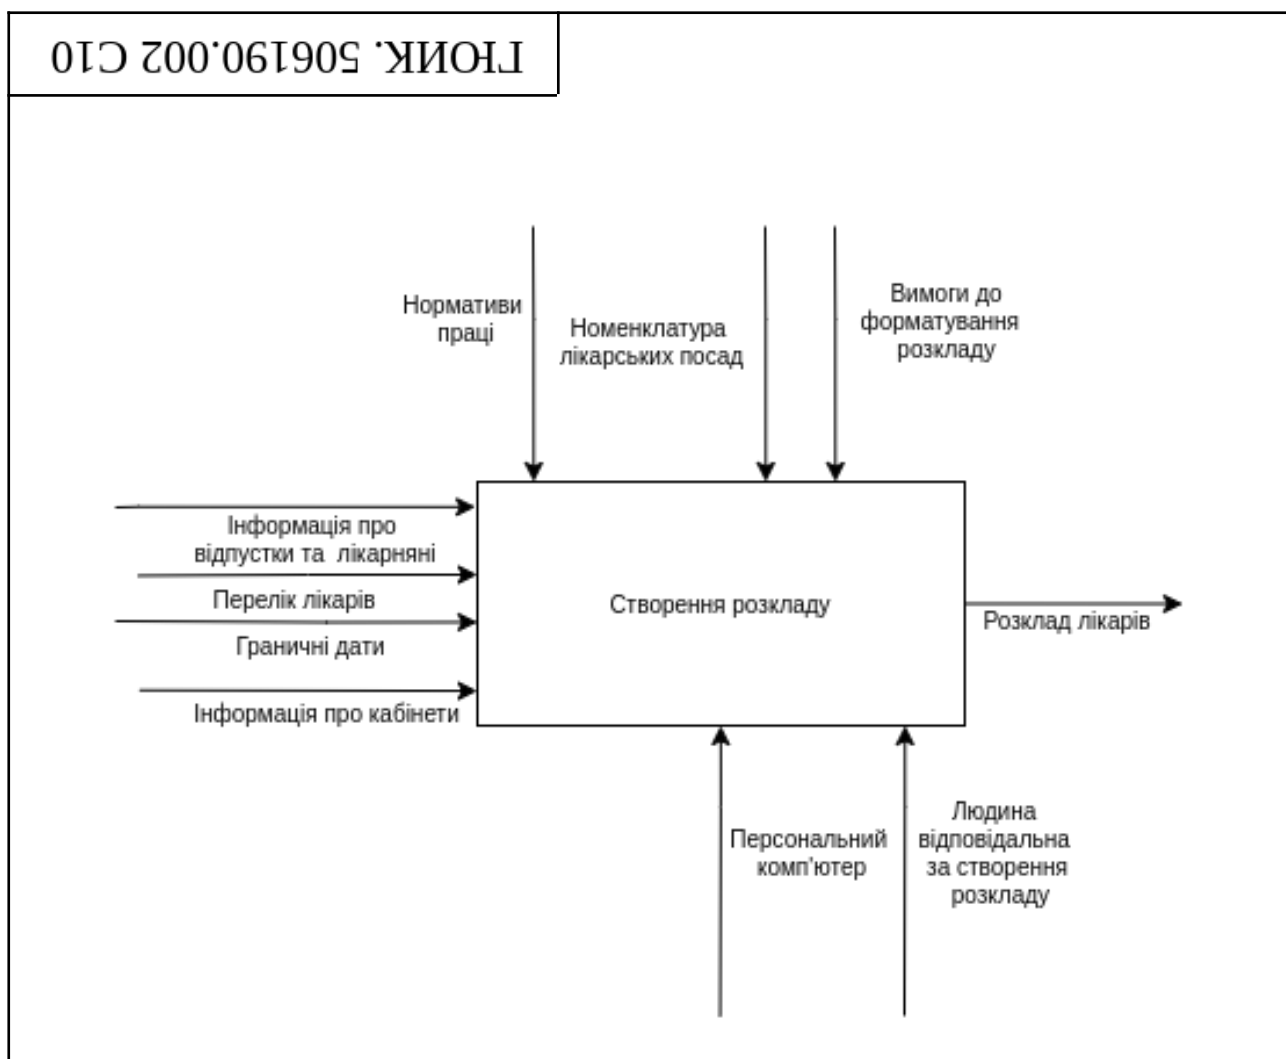 ГЮИК. 506190.002 С10
Нормативи
праці
Номенклатура
лікарських посад
Вимоги до
форматування
розкладу
Інформація про
відпустки та лікарняні
Перелік лікарів
Граничні дати
Інформація про кабінети
Створення розкладу
Розклад лікарів
Персональний
комп'ютер
Людина
відповідальна
за створення
розкладу